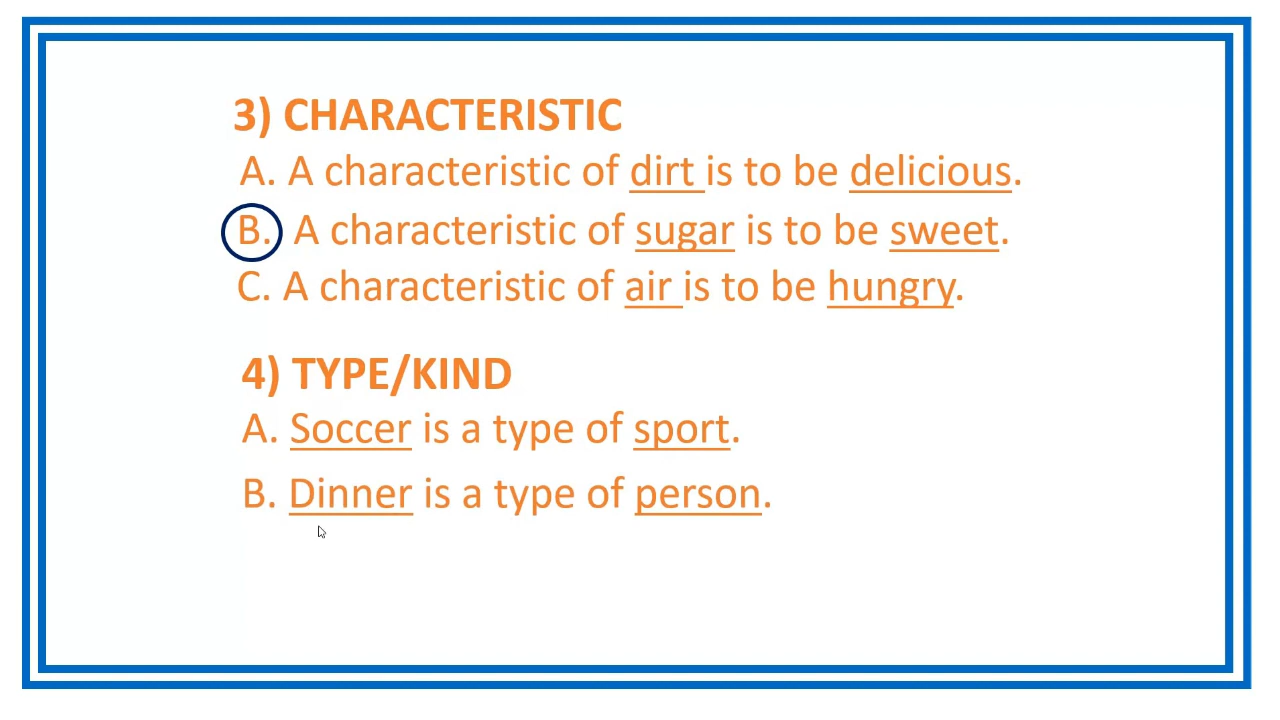 3) CHARACTERISTIC
A. A characteristic of dirt is to be delicious.
B. A characteristic of sugar is to be sweet.
C. A characteristic of air is to be hungry.
4) TYPE/KIND
A. Soccer is a type of sport.
B. Dinner is a type of person.